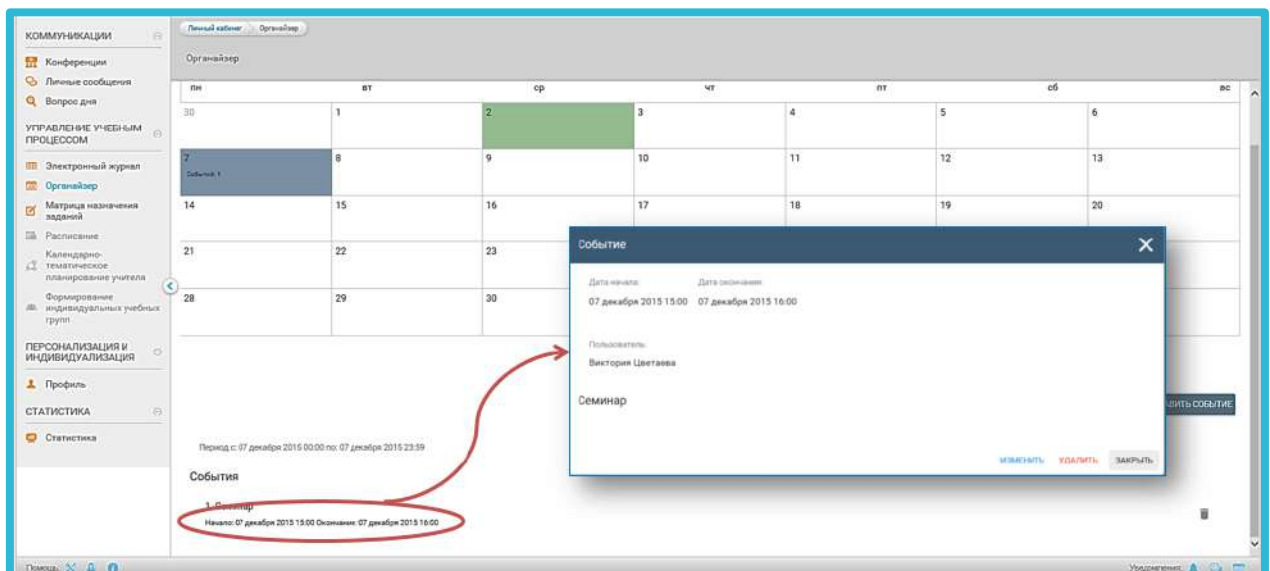 КОММУНИКАЦИИ
Конференции
Личные сообщения
Вопрос дня
УПРАВЛЕНИЕ УЧЕБНЫМ
ПРОЦЕССОМ
Электронный журнал
Органайзер
Матрица назначения
заданий
Расписание
Календарно-
тематическое
планирование учителя
Формирование
индивидуальных учебных
групп
ПЕРСОНАЛИЗАЦИЯ И
ИНДИВИДУАЛИЗАЦИЯ
Профиль
СТАТИСТИКА
Статистика
Личный кабинет Органайзер
Органайзер
пн вт ср чт пт сб вс
30 1 2 3 4 5 6
7 8 9 10 11 12 13
Событий: 1
14 15 16 17 18 19 20
21 22 23
28 29 30
Событие
Дата начала: Дата окончания:
07 декабря 2015 15:00 07 декабря 2015 16:00
Пользователь:
Виктория Цветаева
Семинар
ИЗМЕНИТЬ УДАЛИТЬ ЗАКРЫТЬ
ВИТЬ СОБЫТИЕ
Период с: 07 декабря 2015 00:00 по: 07 декабря 2015 23:59
События
1. Семинар
Начало: 07 декабря 2015 15:00 Окончание: 07 декабря 2015 16:00
Помощь: Уведомления: